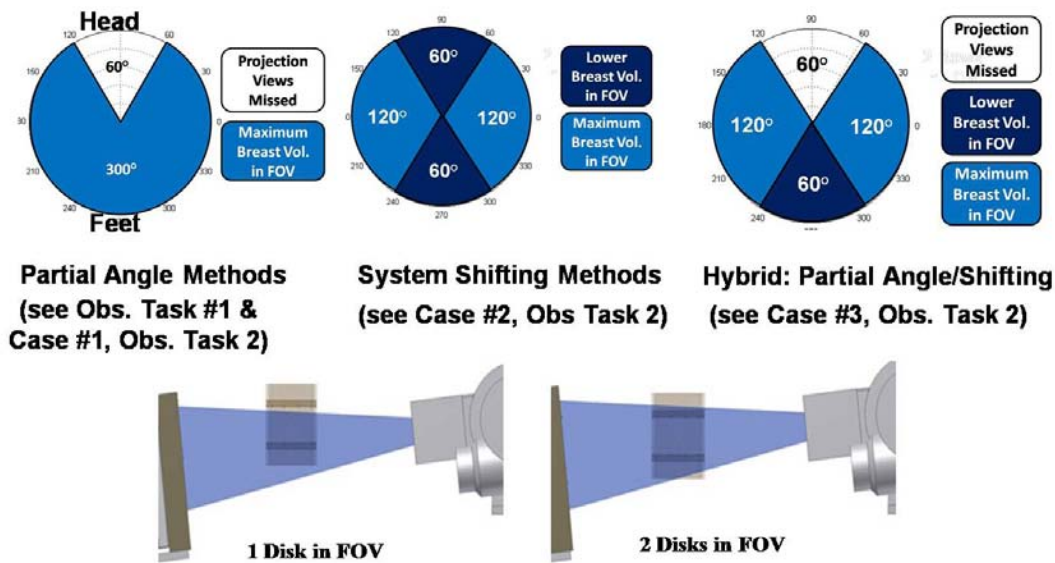 Head
120
60
60°
150
30
80
0
300°
210
330
240
300
Feet
Projection
Views
Missed
Maximum
Breast Vol.
in FOV
90
120
60
60°
150
30
120°
120°
0
60°
210
330
240
300
270
Lower
Breast Vol.
in FOV
Maximum
Breast Vol.
in FOV
120
60
60°
150
30
180
120°
120°
0
60°
210
330
240
300
Projection
Views
Missed
Lower
Breast Vol.
in FOV
Maximum
Breast Vol.
in FOV
Partial Angle Methods
(see Obs. Task #1 &
Case #1, Obs. Task 2)
System Shifting Methods
(see Case #2, Obs Task 2)
Hybrid: Partial Angle/Shifting
(see Case #3, Obs. Task 2)
1 Disk in FOV
2 Disks in FOV